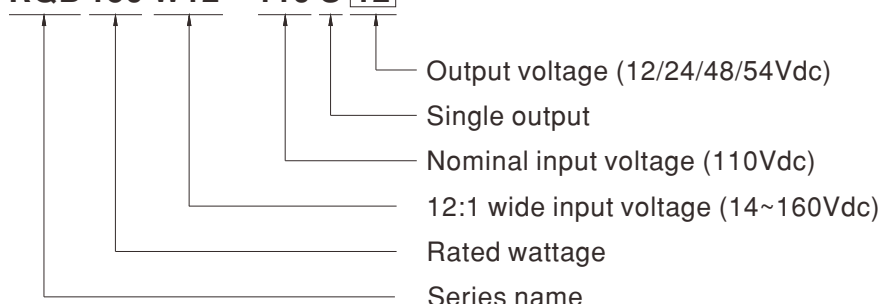 Output voltage (12/24/48/54Vdc)
Single output
Nominal input voltage (110Vdc)
12:1 wide input voltage (14~160Vdc)
Rated wattage
Series name